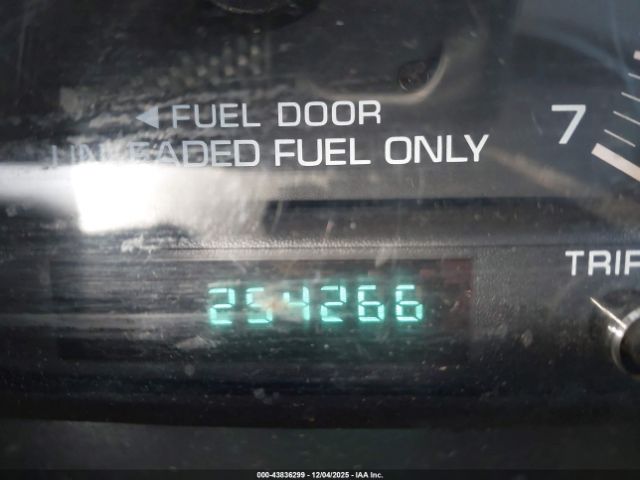 ◀ FUEL DOOR
UNLEADED FUEL ONLY
7
TRIP
254266
000-43836299 - 12/04/2025 - IAA Inc.